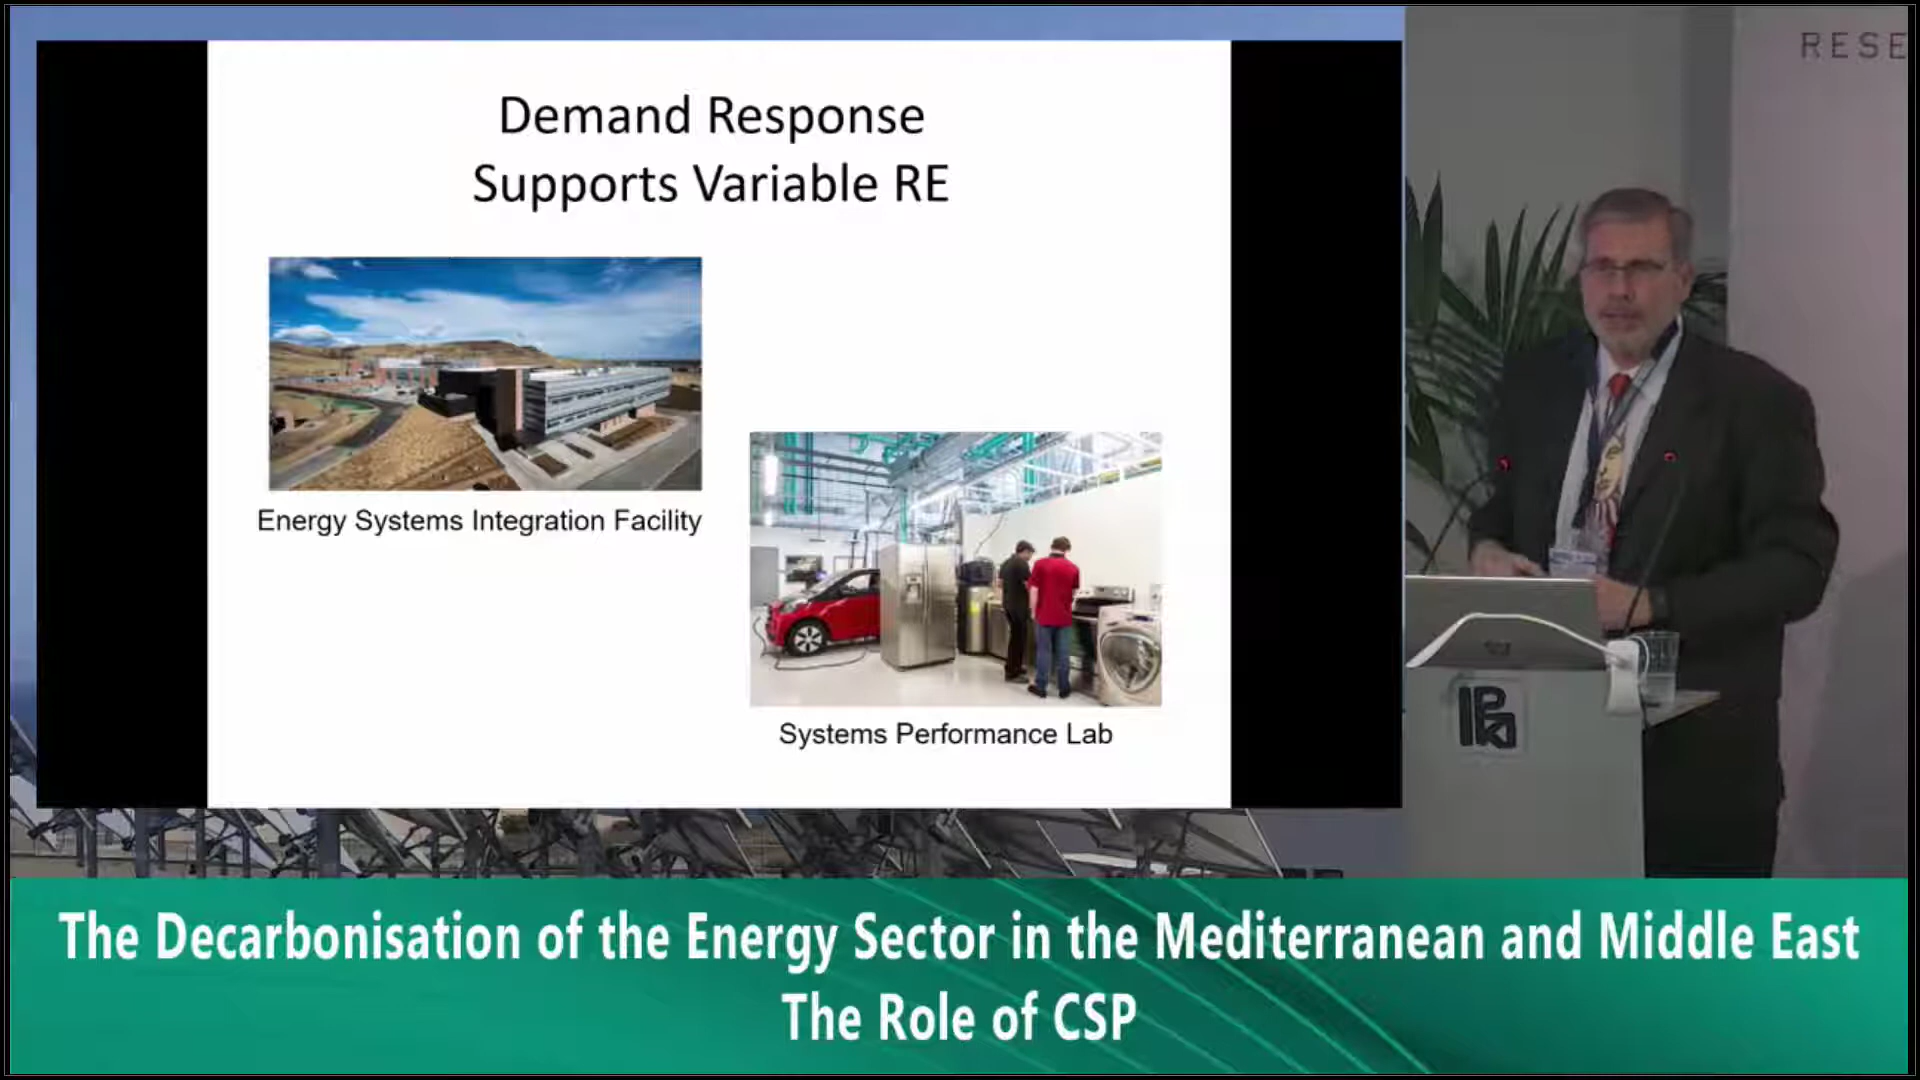 Demand Response
Supports Variable RE
Energy Systems Integration Facility
Systems Performance Lab
RESE
The Decarbonisation of the Energy Sector in the Mediterranean and Middle East
The Role of CSP